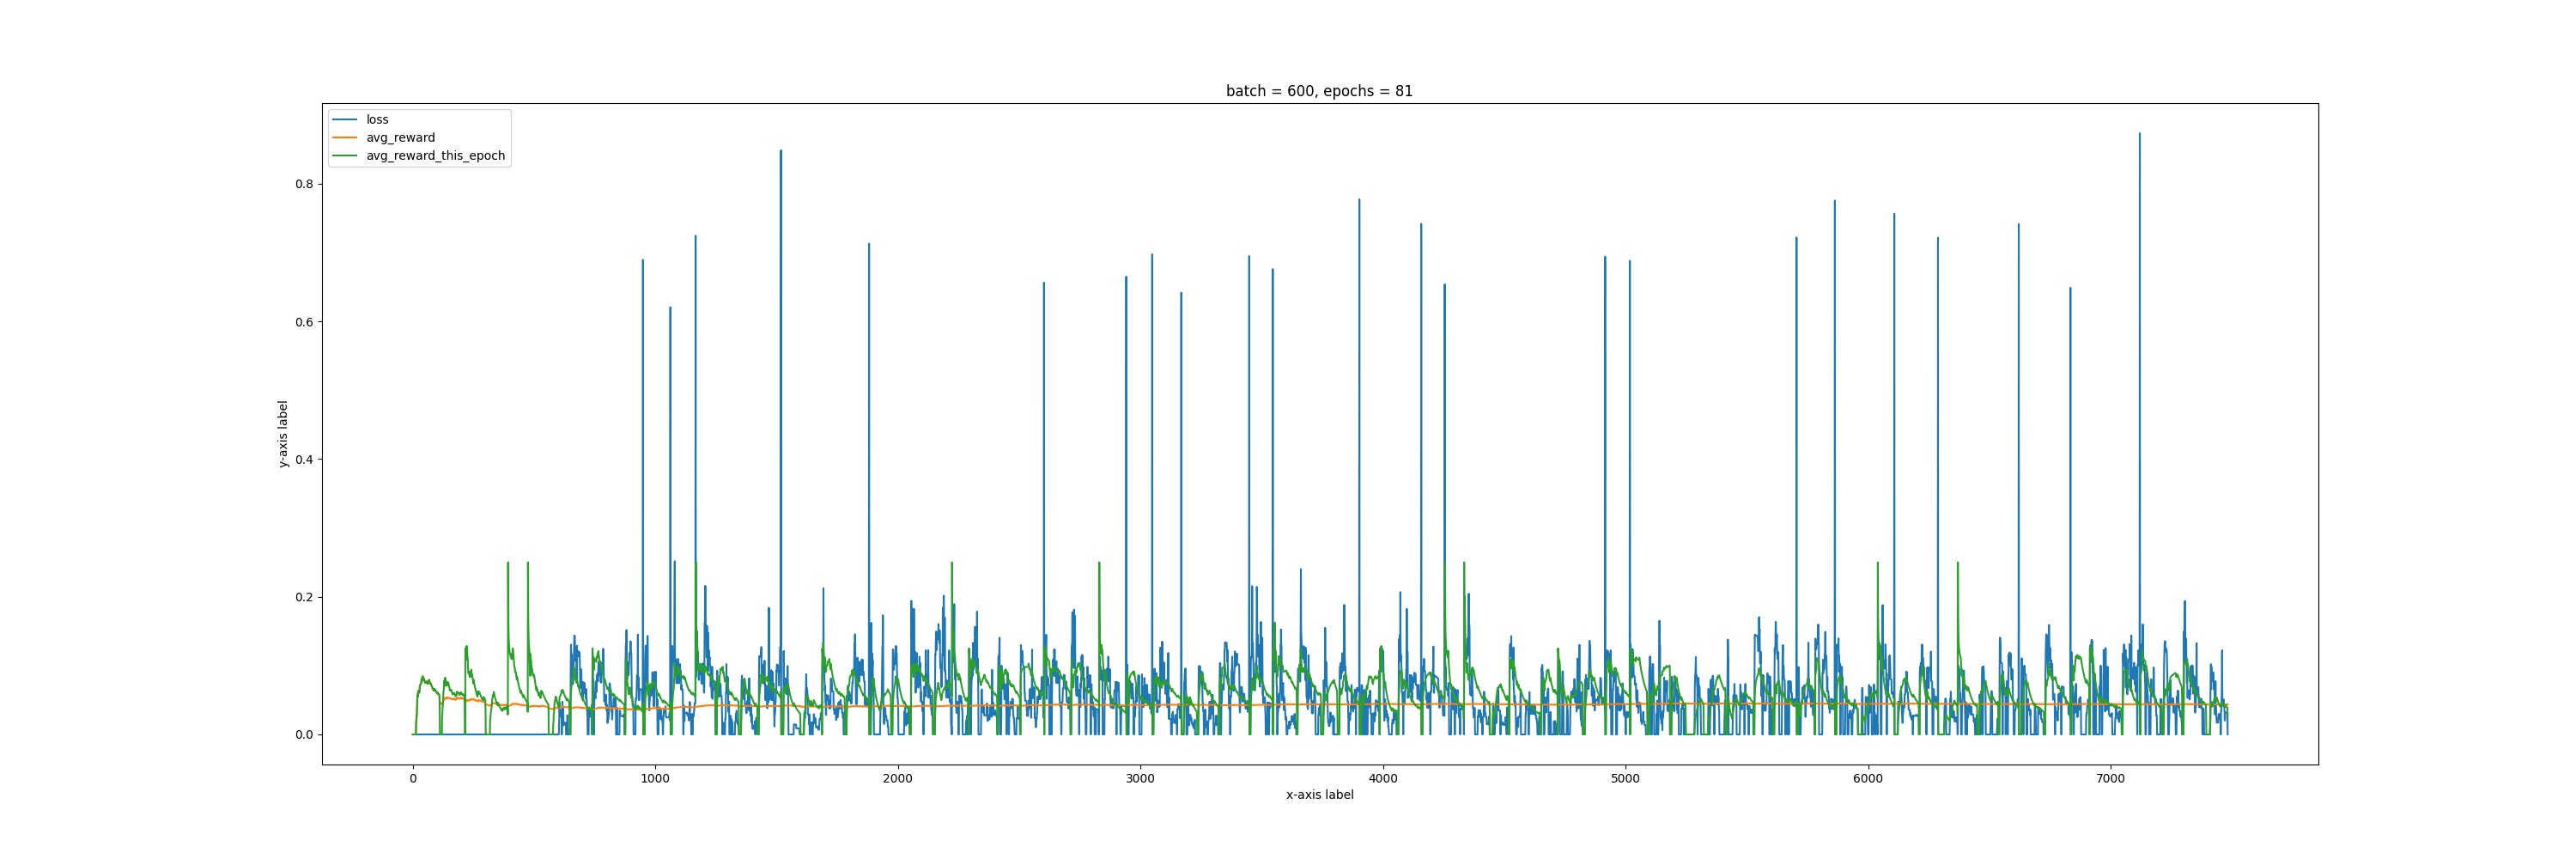 batch = 600, epochs = 81
loss
avg_reward
avg_reward_this_epoch
0.8
0.6
0.4
0.2
0.0
y-axis label
0 1000 2000 3000 4000 5000 6000 7000
x-axis label